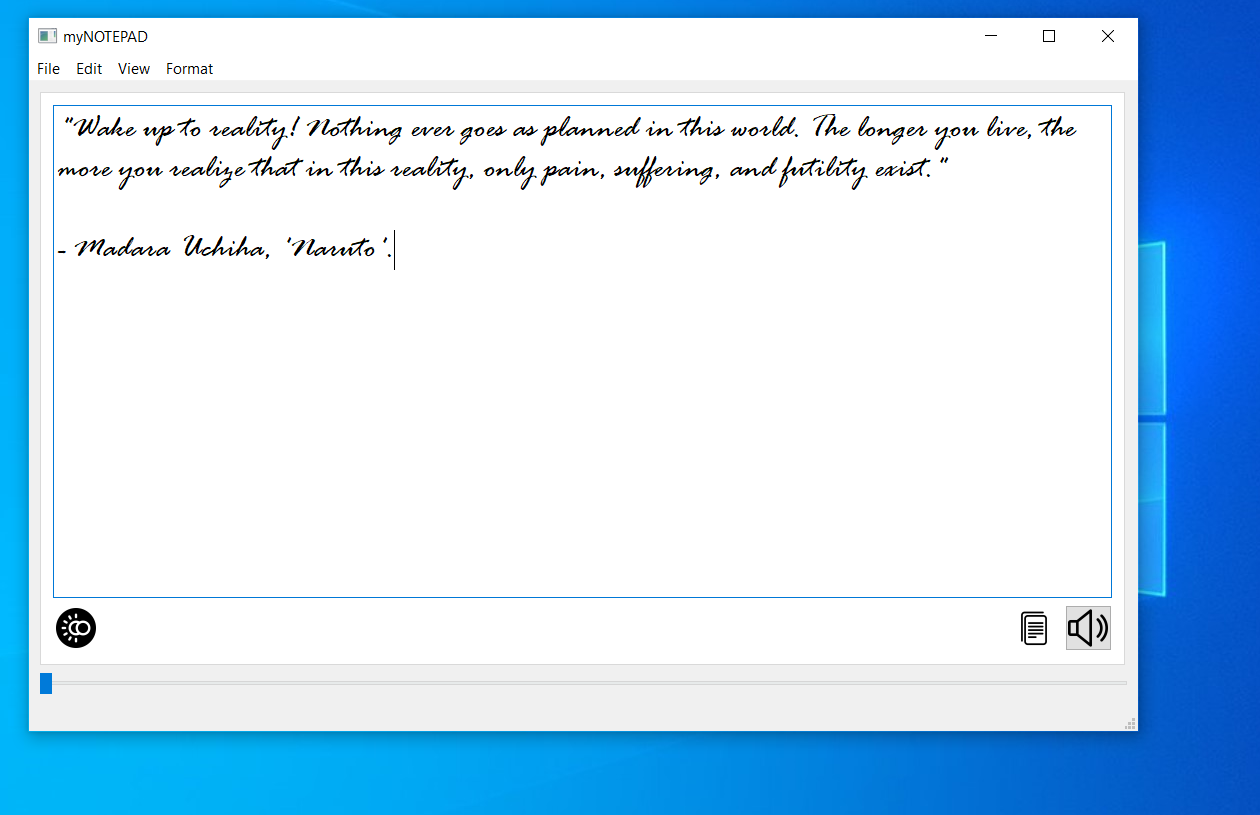 myNOTEPAD
File Edit View Format
"Wake up to reality! Nothing ever goes as planned in this world. The longer you live, the
more you realize that in this reality, only pain, suffering, and futility exist."
- Madara Uchiha, 'Naruto'.